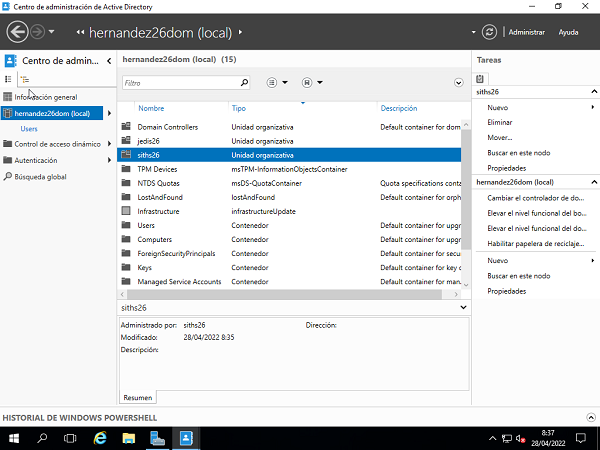 Centro de administración de Active Directory
hernandez26dom (local)
Administrar
Ayuda
Centro de admin...
Información general
hernandez26dom (local)
Users
Control de acceso dinámico
Autenticación
Búsqueda global
hernandez26dom (local) (15)
Filtro
Nombre Tipo Descripción
Domain Controllers Unidad organizativa Default container for dom
jedis26 Unidad organizativa
siths26 Unidad organizativa
TPM Devices msTPM-InformationObjectsContainer
NTDS Quotas msDS-QuotaContainer Quota specifications cont
LostAndFound lostAndFound Default container for orph
Infrastructure infrastructureUpdate
Users Contenedor Default container for upgr
Computers Contenedor Default container for upgr
ForeignSecurityPrincipals Contenedor Default container for secu
Keys Contenedor Default container for key o
Managed Service Accounts Contenedor Default container for man
siths26
Administrado por: siths26 Dirección:
Modificado: 28/04/2022 8:35
Descripción:
Resumen
Tareas
siths26
Nuevo
Eliminar
Mover...
Buscar en este nodo
Propiedades
hernandez26dom (local)
Cambiar el controlador de do...
Elevar el nivel funcional del bo...
Elevar el nivel funcional del do...
Habilitar papelera de reciclaje...
Nuevo
Buscar en este nodo
Propiedades
HISTORIAL DE WINDOWS POWERSHELL
8:37
28/04/2022